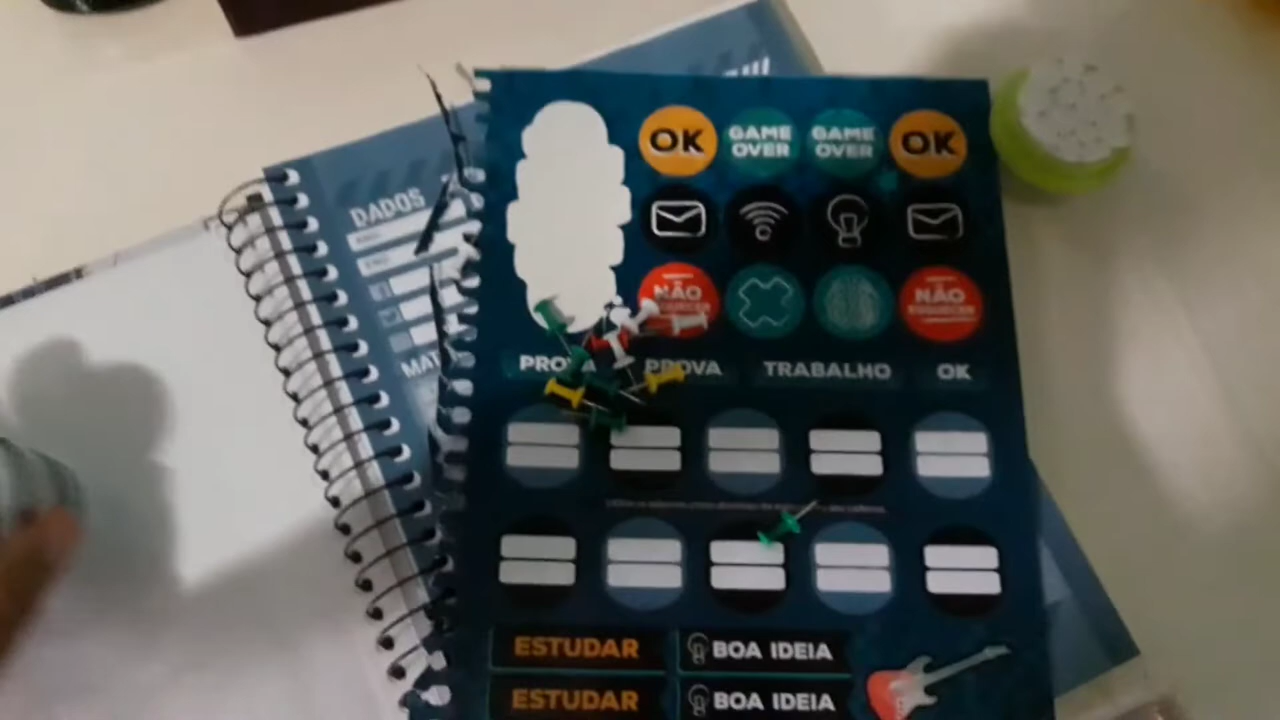 DADOS
OK
GAME OVER
GAME OVER
OK
NÃO
NÃO
PROVA
PROVA
TRABALHO
OK
ESTUDAR
BOA IDEIA
ESTUDAR
BOA IDEIA